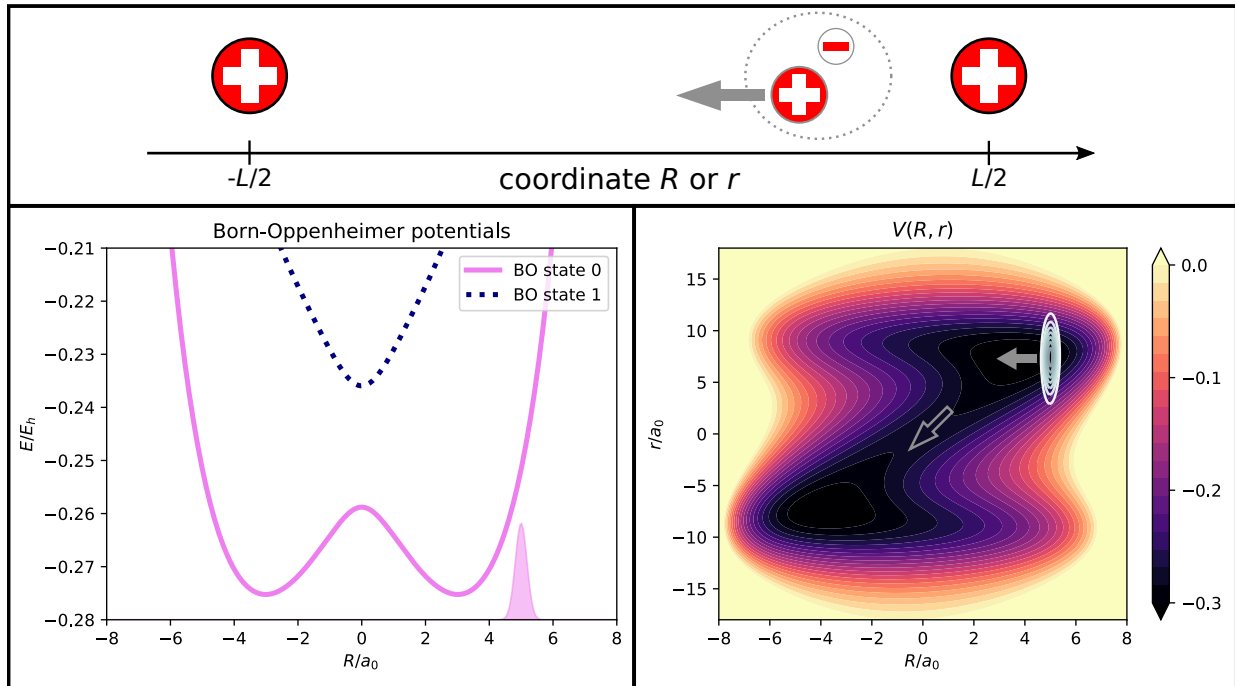 -L/2
coordinate R or r
L/2
Born-Oppenheimer potentials
BO state 0
BO state 1
−0.21
−0.22
−0.23
−0.24
−0.25
−0.26
−0.27
−0.28
E/E_h
−8 −6 −4 −2 0 2 4 6 8
R/a_0
V(R, r)
15
10
5
0
−5
−10
−15
r/a_0
−8 −6 −4 −2 0 2 4 6 8
R/a_0
0.0
−0.1
−0.2
−0.3